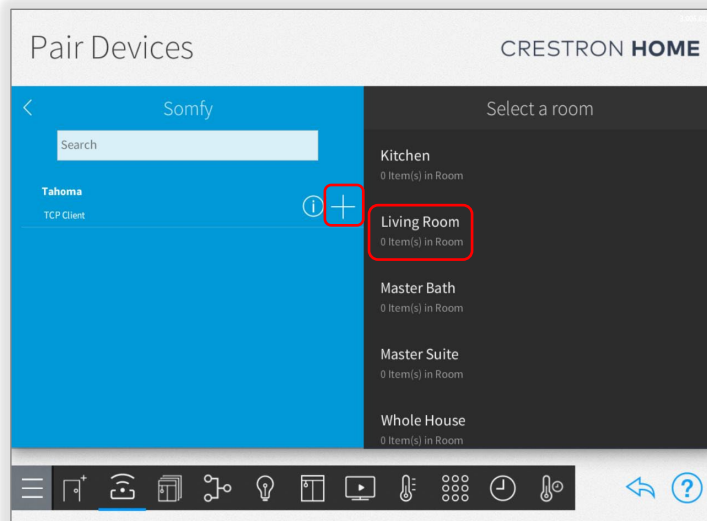 Pair Devices
CRESTRON HOME
Somfy
Search
Tahoma
TCP Client
Select a room
Kitchen
0 Item(s) in Room
Living Room
0 Item(s) in Room
Master Bath
0 Item(s) in Room
Master Suite
0 Item(s) in Room
Whole House
0 Item(s) in Room